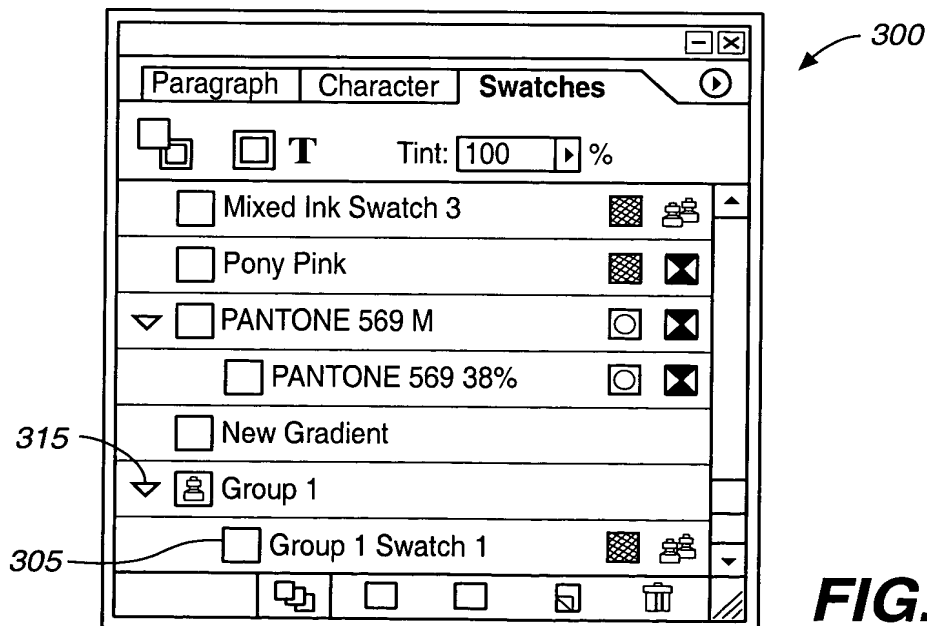 300
Paragraph Character Swatches
T Tint: 100 %
Mixed Ink Swatch 3
Pony Pink
PANTONE 569 M
PANTONE 569 38%
New Gradient
315
Group 1
305
Group 1 Swatch 1
FIG.